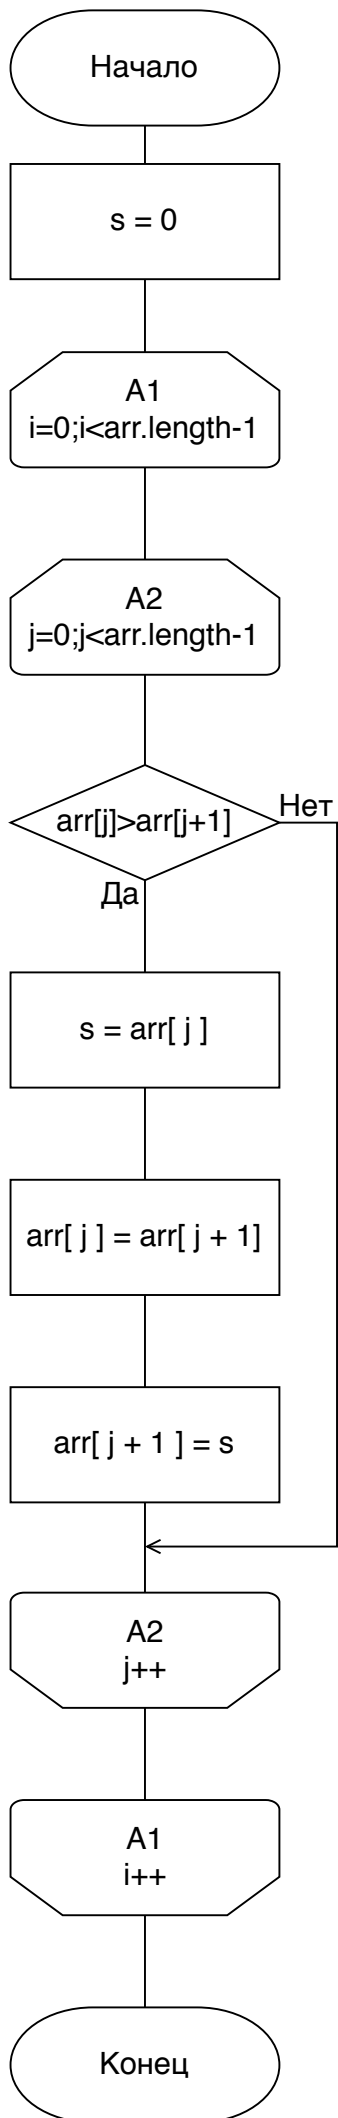 Начало
s = 0
A1
i=0;i<arr.length-1
A2
j=0;j<arr.length-1
arr[j]>arr[j+1]
Нет
Да
s = arr[ j ]
arr[ j ] = arr[ j + 1]
arr[ j + 1 ] = s
A2
j++
A1
i++
Конец